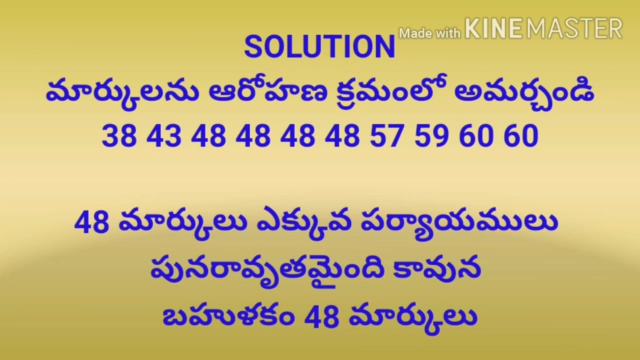 Made with KINEMASTER
SOLUTION
మార్కులను ఆరోహణ క్రమంలో అమర్చండి
38 43 48 48 48 48 57 59 60 60
48 మార్కులు ఎక్కువ పర్యాయములు
పునరావృతమైంది కావున
బహుళకం 48 మార్కులు